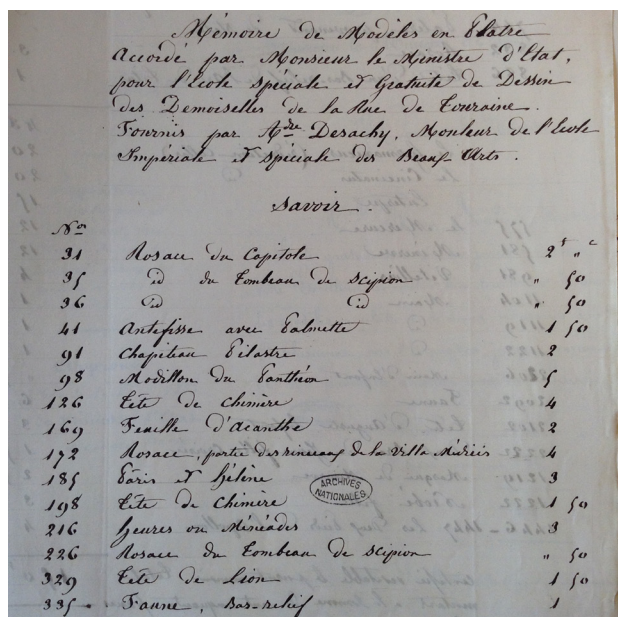 Mémoire de Modèles en Platre
Accordé par Monsieur le Ministre d'Etat,
pour l'Ecole Spéciale et Gratuite de Dessin
des Demoiselles de la Rue de Touraine.
Fournis par Adre Desachy, Mouleur de l'Ecole
Impériale et spéciale des Beaux Arts.
Savoir.
Nos
31 Rosace du Capitole 2f " c
35 id du Tombeau de Scipion " 50
36 id id " 50
41 Antefisse avec Palmette 1 50
91 Chapiteau Pilastre 2
98 Modillon du Panthéon 5
126 Tête de Chimère 4
169 Feuille d'Acanthe 2
172 Rosace, partie des rinceaux de la Villa Médicis 4
185 Pâris et Hélène 3
ARCHIVES
NATIONALES
198 Tête de Chimère 1 50
216 heures ou Ménéades 3
226 Rosace du Tombeau de Scipion " 50
329 Tête de Lion 1 50
335 Faune, Bas-relief 1